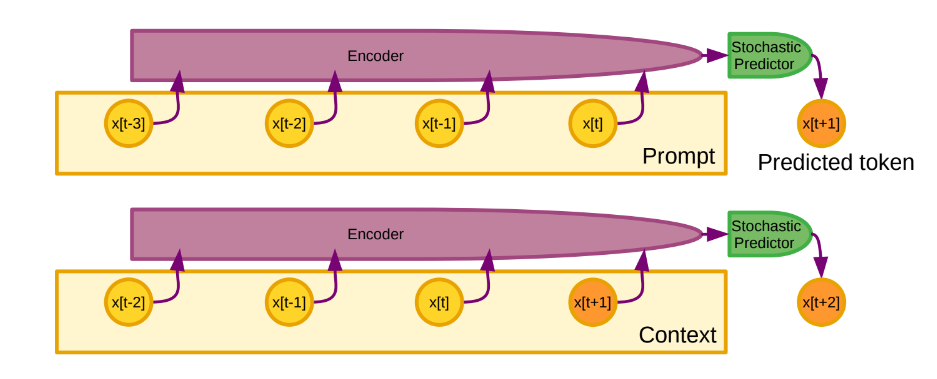 Encoder
Stochastic
Predictor
x[t-3]
x[t-2]
x[t-1]
x[t]
x[t+1]
Prompt
Predicted token
Encoder
Stochastic
Predictor
x[t-2]
x[t-1]
x[t]
x[t+1]
x[t+2]
Context